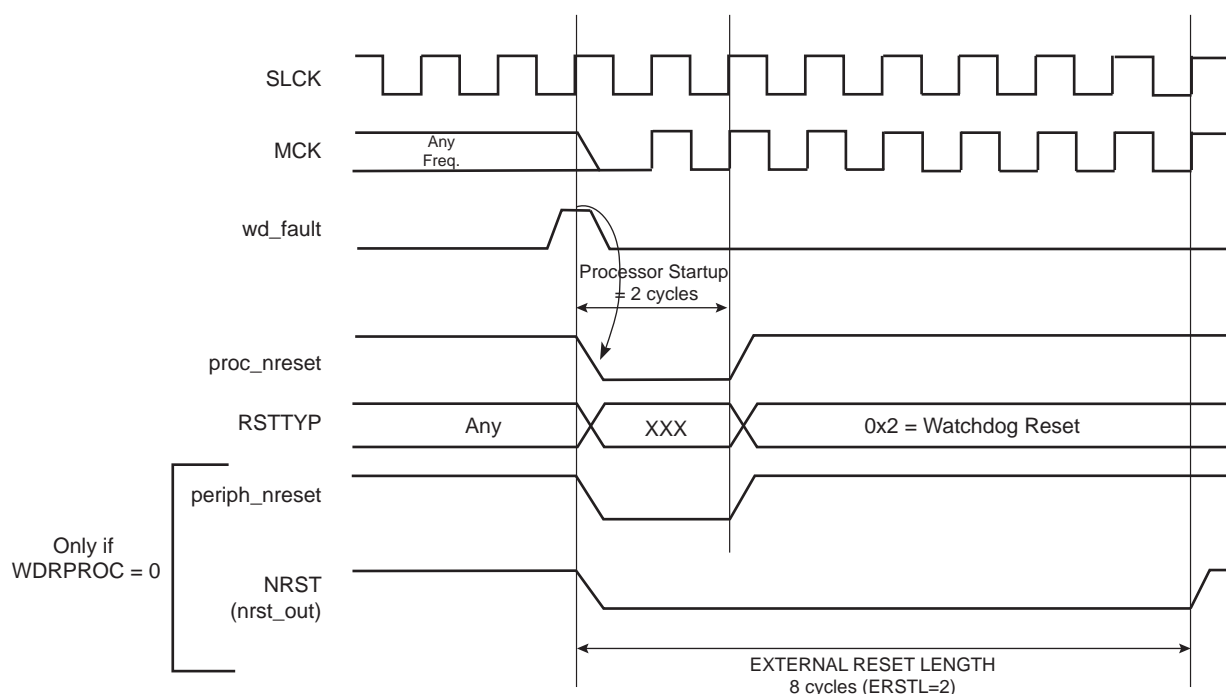 SLCK
MCK
Any
Freq.
wd_fault
Processor Startup
= 2 cycles
proc_nreset
RSTTYP
Any
XXX
0x2 = Watchdog Reset
periph_nreset
Only if
WDRPROC = 0
NRST
(nrst_out)
EXTERNAL RESET LENGTH
8 cycles (ERSTL=2)